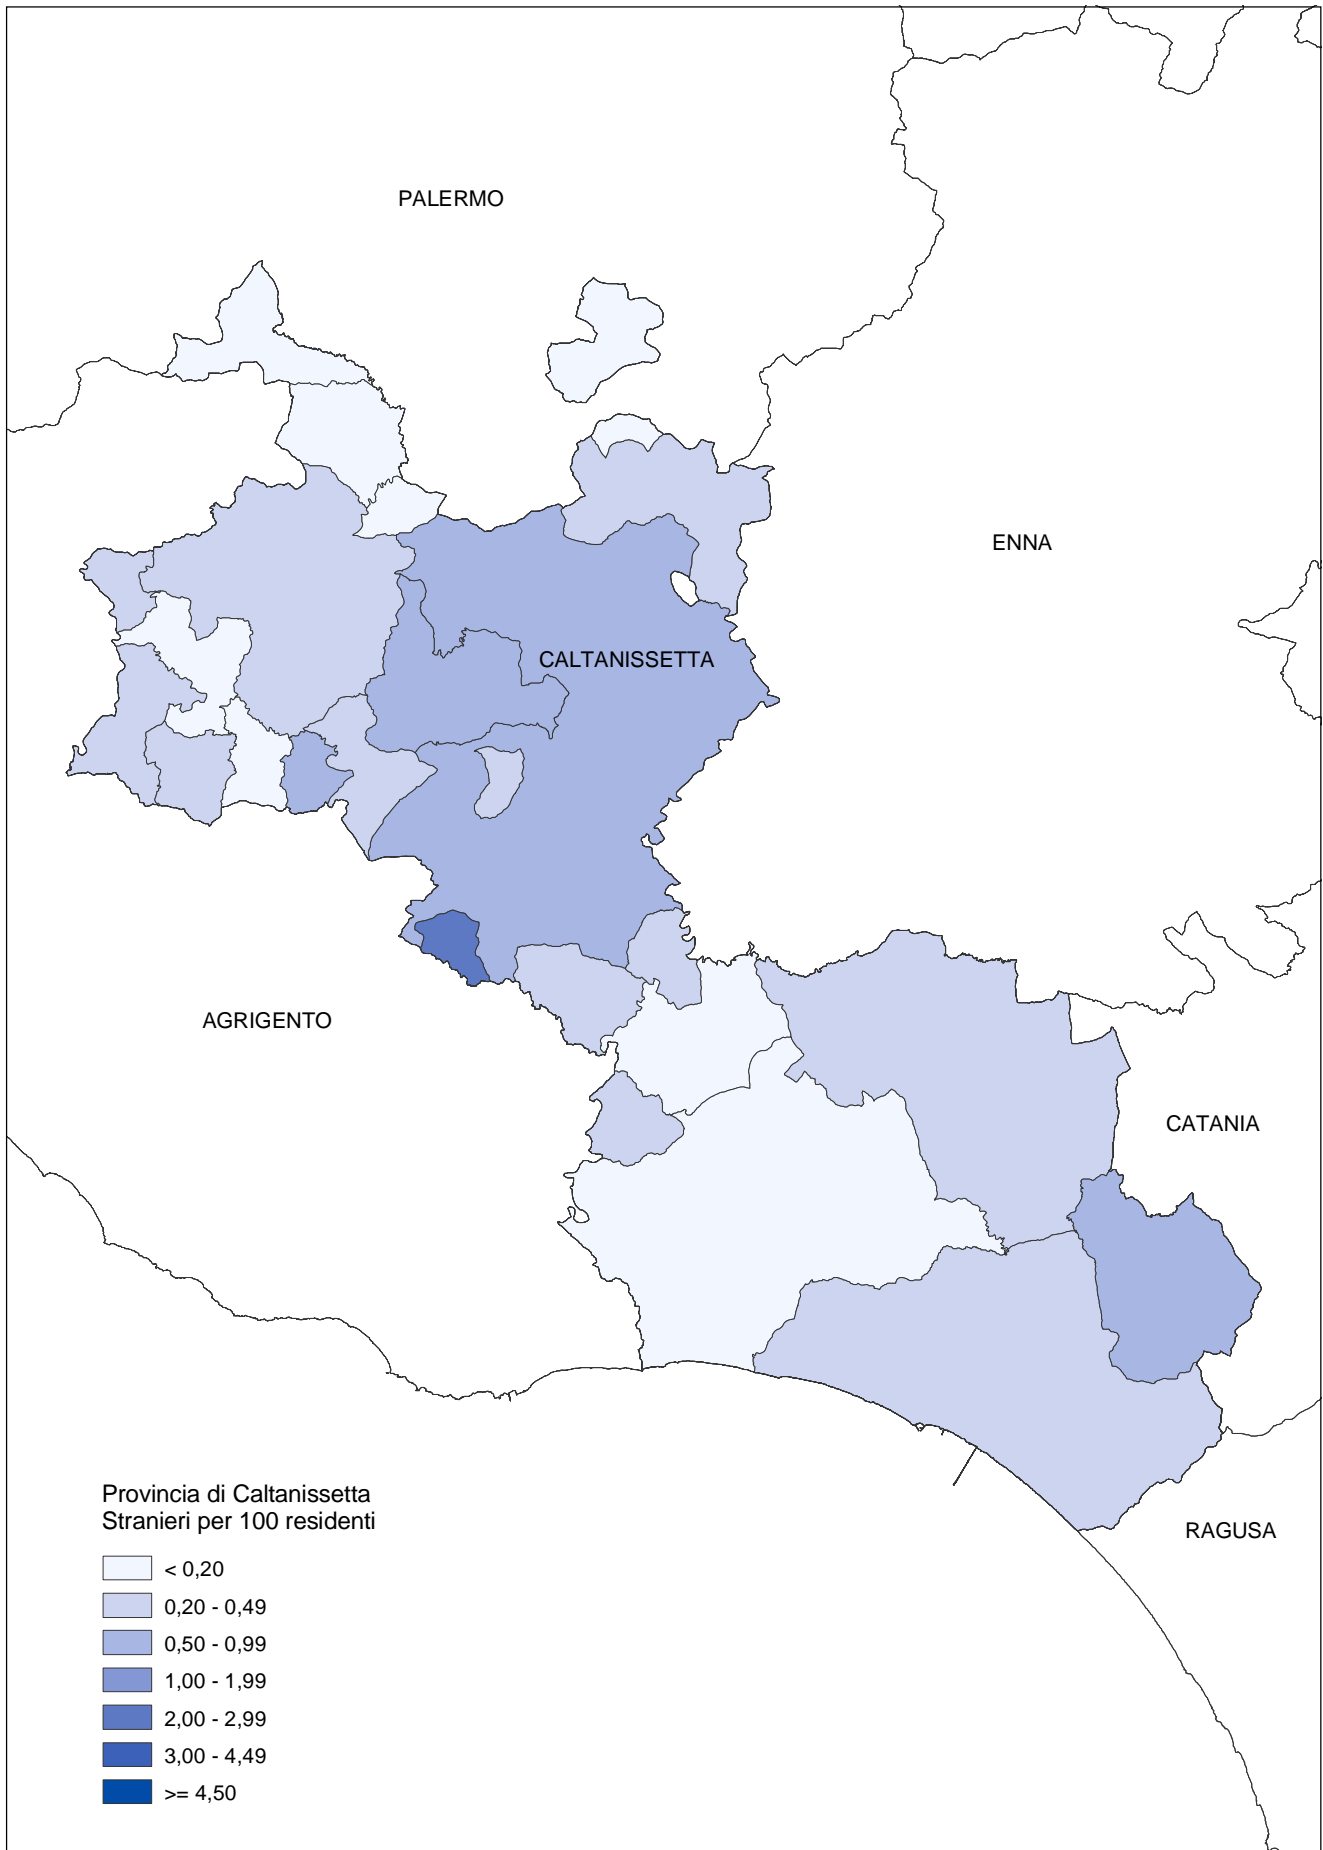 PALERMO
ENNA
CALTANISSETTA
AGRIGENTO
CATANIA
RAGUSA
Provincia di Caltanissetta
Stranieri per 100 residenti
< 0,20
0,20 - 0,49
0,50 - 0,99
1,00 - 1,99
2,00 - 2,99
3,00 - 4,49
>= 4,50